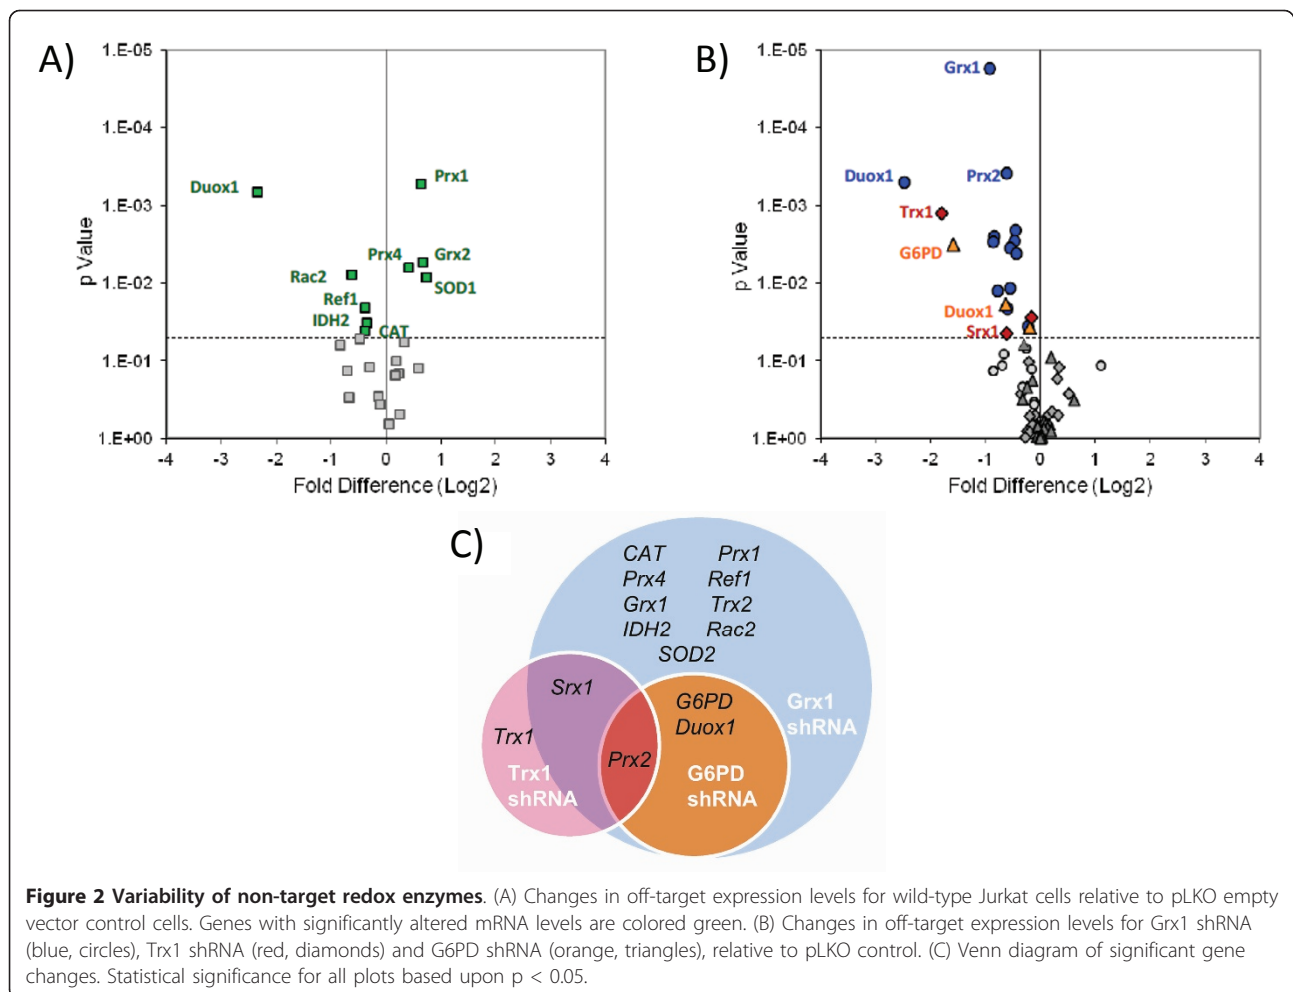 A)
1.E-05
1.E-04
1.E-03
1.E-02
1.E-01
1.E+00
p Value
Duox1
Prx1
Prx4
Grx2
Rac2
SOD1
Ref1
IDH2
CAT
-4 -3 -2 -1 0 1 2 3 4
Fold Difference (Log2)
B)
1.E-05
1.E-04
1.E-03
1.E-02
1.E-01
1.E+00
p Value
Grx1
Duox1
Prx2
Trx1
G6PD
Duox1
Srx1
-4 -3 -2 -1 0 1 2 3 4
Fold Difference (Log2)
C)
CAT Prx1
Prx4 Ref1
Grx1 Trx2
IDH2 Rac2
SOD2
Srx1
G6PD
Duox1
Grx1
shRNA
Trx1
Prx2
Trx1
shRNA
G6PD
shRNA
Figure 2 Variability of non-target redox enzymes. (A) Changes in off-target expression levels for wild-type Jurkat cells relative to pLKO empty
vector control cells. Genes with significantly altered mRNA levels are colored green. (B) Changes in off-target expression levels for Grx1 shRNA
(blue, circles), Trx1 shRNA (red, diamonds) and G6PD shRNA (orange, triangles), relative to pLKO control. (C) Venn diagram of significant gene
changes. Statistical significance for all plots based upon p < 0.05.